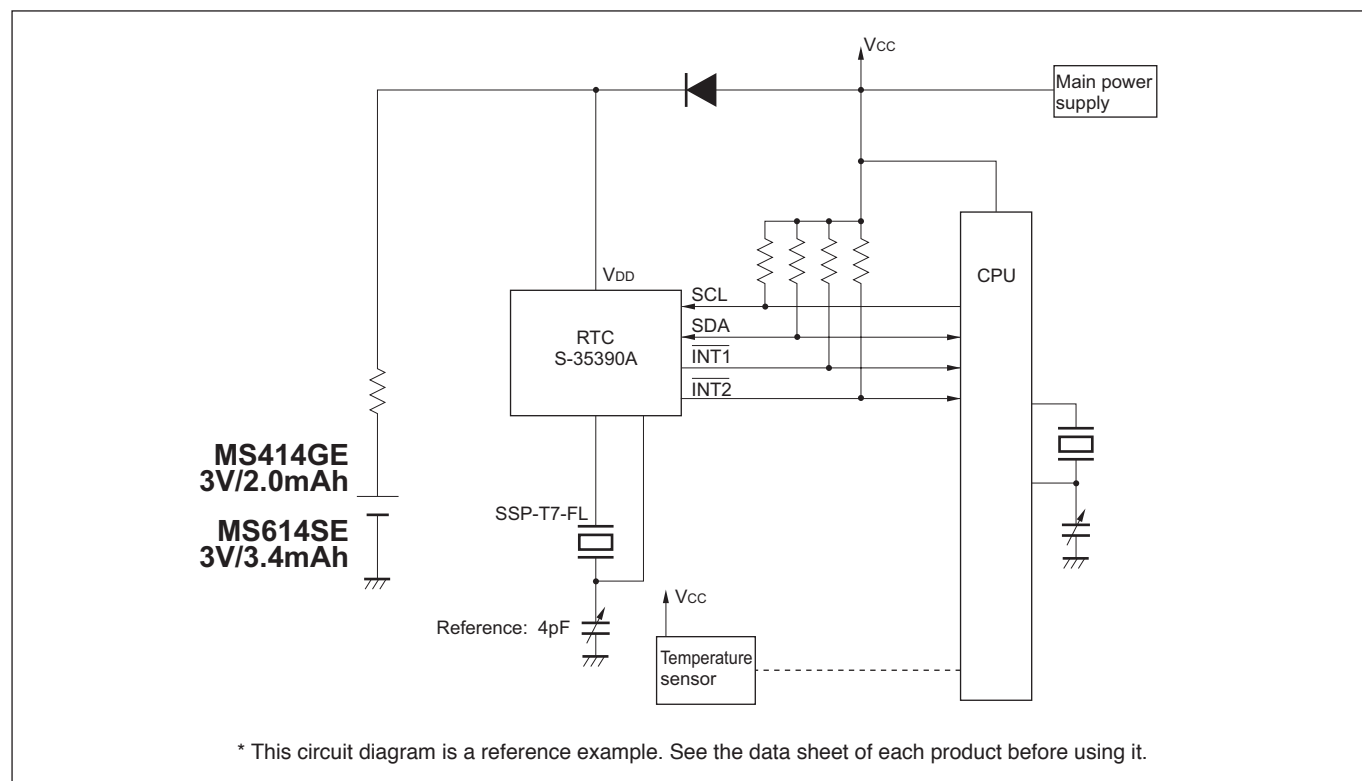 Vcc
Main power
supply
VDD
CPU
SCL
RTC
S-35390A
SDA
INT1
INT2
MS414GE
3V/2.0mAh
MS614SE
3V/3.4mAh
SSP-T7-FL
Reference: 4pF
Vcc
Temperature
sensor
* This circuit diagram is a reference example. See the data sheet of each product before using it.